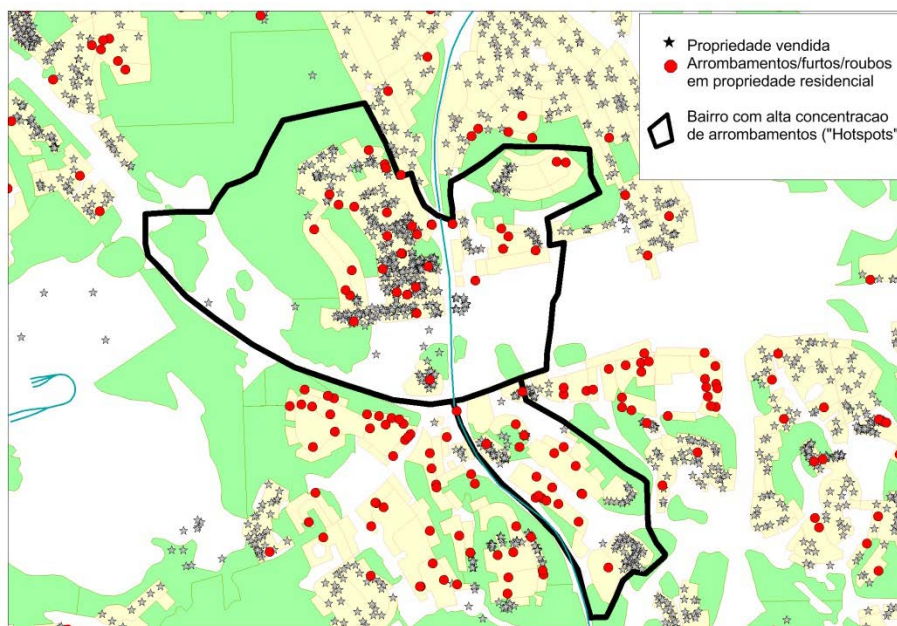 Propriedade vendida
Arrombamentos/furtos/roubos
em propriedade residencial
Bairro com alta concentracao
de arrombamentos ("Hotspots"